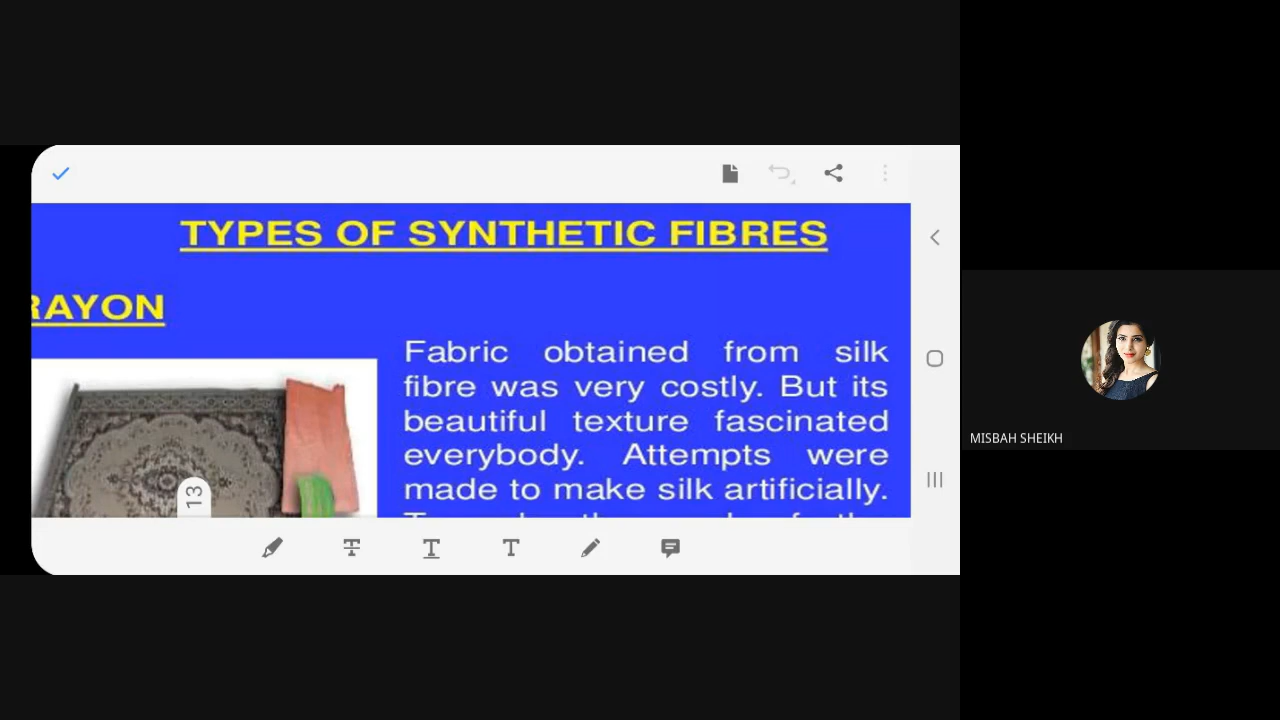 TYPES OF SYNTHETIC FIBRES
RAYON
Fabric obtained from silk
fibre was very costly. But its
beautiful texture fascinated
everybody. Attempts were
made to make silk artificially.
13
MISBAH SHEIKH